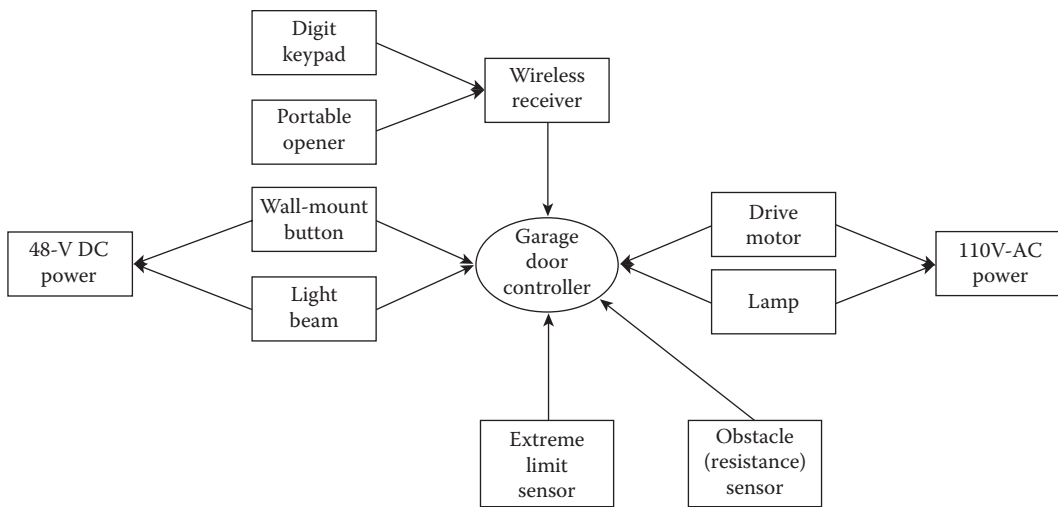 Digit
keypad
Wireless
receiver
Portable
opener
Wall-mount
button
Drive
motor
48-V DC
power
Garage
door
controller
110V-AC
power
Light
beam
Lamp
Extreme
limit
sensor
Obstacle
(resistance)
sensor